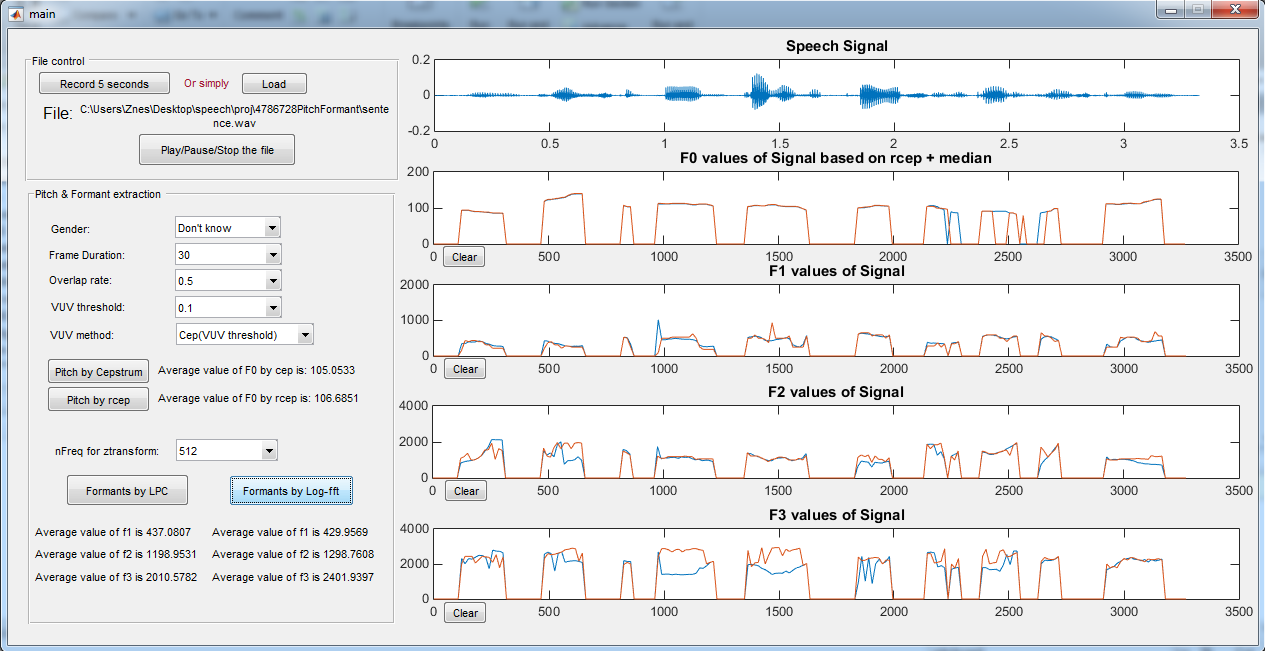 main
File control
Record 5 seconds
Or simply
Load
File:
C:\Users\Znes\Desktop\speech\proj\4786728PitchFormant\sente
nce.wav
Play/Pause/Stop the file
Pitch & Formant extraction
Gender:
Don't know
Frame Duration:
30
Overlap rate:
0.5
VUV threshold:
0.1
VUV method:
Cep(VUV threshold)
Pitch by Cepstrum
Average value of F0 by cep is: 105.0533
Pitch by rcep
Average value of F0 by rcep is: 106.6851
nFreq for ztransform:
512
Formants by LPC
Formants by Log-fft
Average value of f1 is 437.0807
Average value of f1 is 429.9569
Average value of f2 is 1198.9531
Average value of f2 is 1298.7608
Average value of f3 is 2010.5782
Average value of f3 is 2401.9397
Speech Signal
0.2
0
-0.2
0 0.5 1 1.5 2 2.5 3 3.5
F0 values of Signal based on rcep + median
200
100
0
0 500 1000 1500 2000 2500 3000 3500
Clear
F1 values of Signal
2000
1000
0
0 500 1000 1500 2000 2500 3000 3500
Clear
F2 values of Signal
4000
2000
0
0 500 1000 1500 2000 2500 3000 3500
Clear
F3 values of Signal
4000
2000
0
0 500 1000 1500 2000 2500 3000 3500
Clear